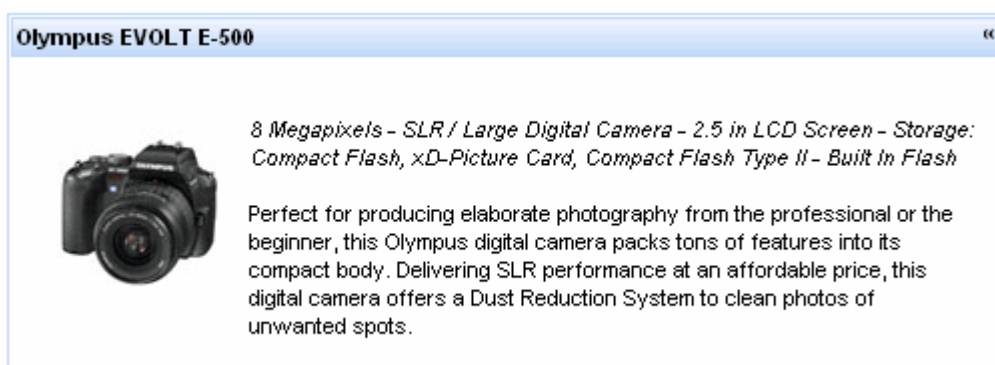 Olympus EVOLT E-500 «
8 Megapixels - SLR / Large Digital Camera - 2.5 in LCD Screen - Storage:
Compact Flash, xD-Picture Card, Compact Flash Type II - Built In Flash
OLYMPUS
Perfect for producing elaborate photography from the professional or the
beginner, this Olympus digital camera packs tons of features into its
compact body. Delivering SLR performance at an affordable price, this
digital camera offers a Dust Reduction System to clean photos of
unwanted spots.